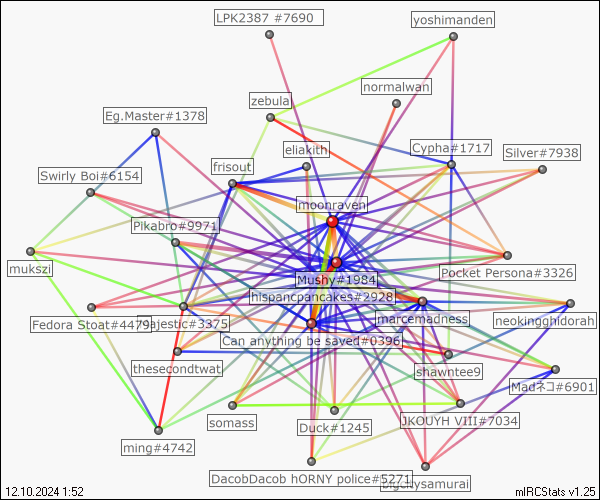 LPK2387 #7690
yoshimanden
normalwan
zebula
Eg.Master#1378
eliakith
Cypha#1717
Silver#7938
frisout
Swirly Boi#6154
moonraven
Pikabro#9971
mukszi
Mushy#1984
Pocket Persona#3326
hispancpancakes#2928
Fedora Stoat#4479
ajestic#3375
marcemadness
neokingghidorah
Can anything be saved#0396
thesecondtwat
shawntee9
Madネコ#6901
somass
Duck#1245
JKOUYH VIII#7034
ming#4742
DacobDacob hORNY police#5271
samurai
12.10.2024 1:52
mIRCStats v1.25